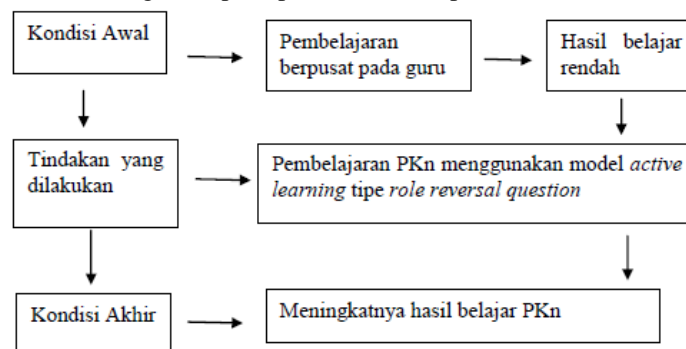 Kondisi Awal
Pembelajaran
berpusat pada guru
Hasil belajar
rendah
Tindakan yang
dilakukan
Pembelajaran PKn menggunakan model active
learning tipe role reversal question
Kondisi Akhir
Meningkatnya hasil belajar PKn